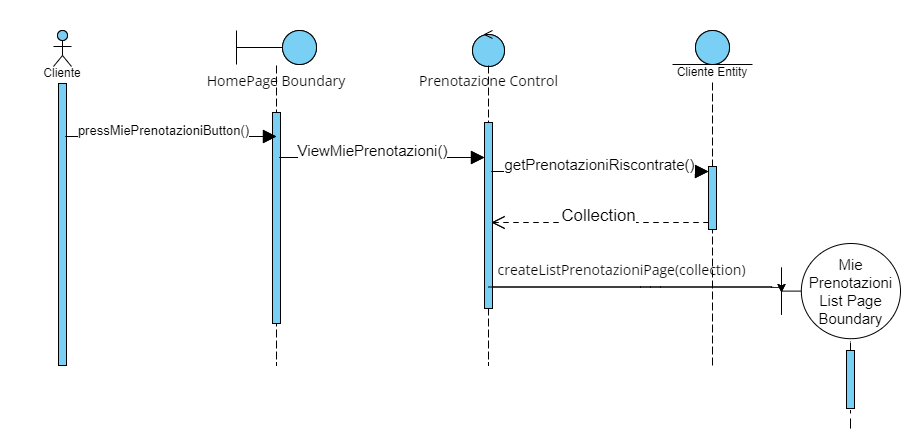 Cliente
HomePage Boundary
Prenotazione Control
Cliente Entity
pressMiePrenotazioniButton()
ViewMiePrenotazioni()
getPrenotazioniRiscontrate()
Collection
createListPrenotazioniPage(collection)
Mie
Prenotazioni
List Page
Boundary